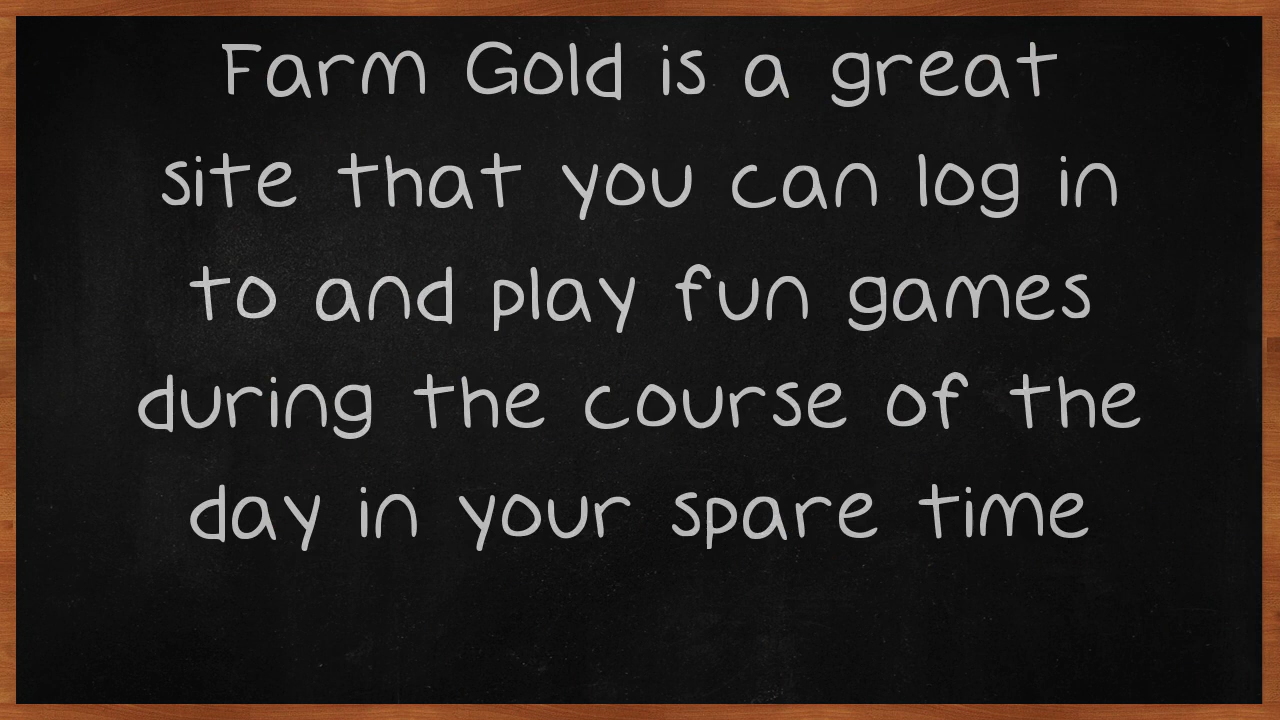 Farm Gold is a great
site that you can log in
to and play fun games
during the course of the
day in your spare time